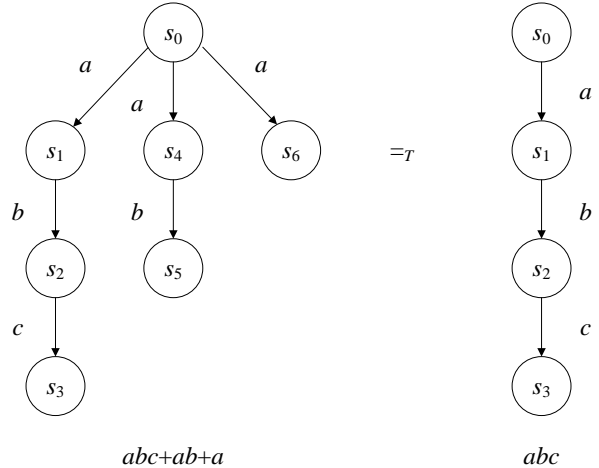 s0 s0
a a a a
s1 s4 s6 =T s1
b b b
s2 s5 s2
c c
s3 s3
abc+ab+a abc